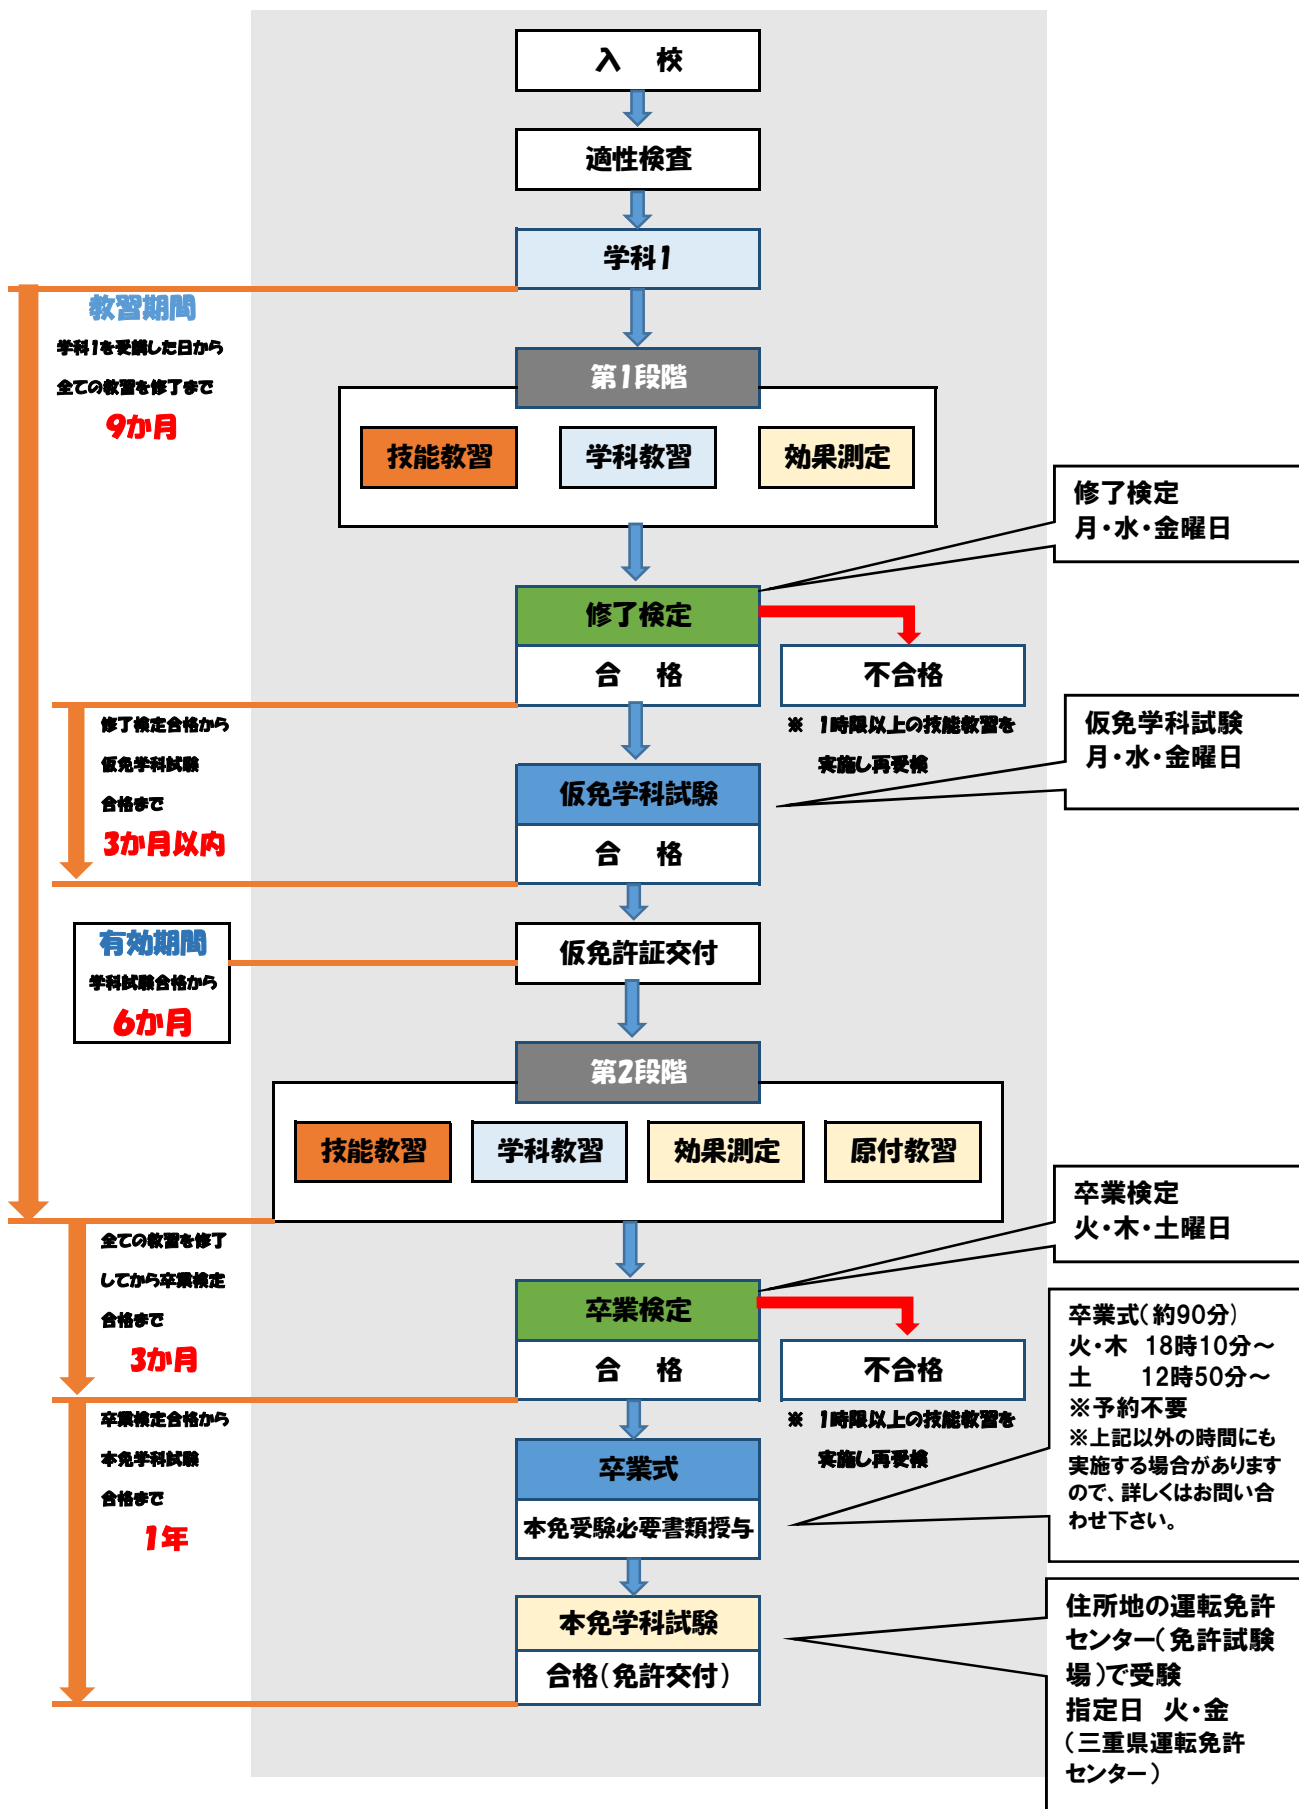 入　校
適性検査
学科1
教習期間
学科1を受講した日から
全ての教習を修了まで
9か月
第1段階
技能教習
学科教習
効果測定
修了検定
月・水・金曜日
修了検定
合　格
不合格
※　1時限以上の技能教習を
実施し再受検
修了検定合格から
仮免学科試験
合格まで
3か月以内
仮免学科試験
月・水・金曜日
仮免学科試験
合　格
有効期間
学科試験合格から
6か月
仮免許証交付
第2段階
技能教習
学科教習
効果測定
原付教習
卒業検定
火・木・土曜日
全ての教習を修了
してから卒業検定
合格まで
3か月
卒業検定
合　格
不合格
※　1時限以上の技能教習を
実施し再受検
卒業式（約90分）
火・木　18時10分～
土　　12時50分～
※予約不要
※上記以外の時間にも
実施する場合があります
ので、詳しくはお問い合
わせ下さい。
卒業検定合格から
本免学科試験
合格まで
1年
卒業式
本免受験必要書類授与
本免学科試験
合格（免許交付）
住所地の運転免許
センター（免許試験
場）で受験
指定日　火・金
（三重県運転免許
センター）